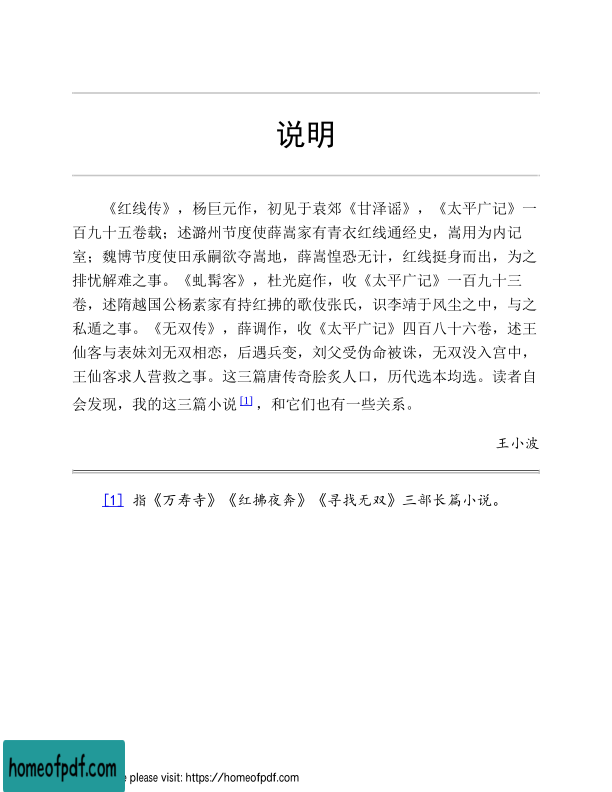 说明
《红线传》，杨巨元作，初见于袁郊《甘泽谣》，《太平广记》一
百九十五卷载；述潞州节度使薛嵩家有青衣红线通经史，嵩用为内记
室；魏博节度使田承嗣欲夺嵩地，薛嵩惶恐无计，红线挺身而出，为之
排忧解难之事。《虬髯客》，杜光庭作，收《太平广记》一百九十三
卷，述隋越国公杨素家有持红拂的歌伎张氏，识李靖于风尘之中，与之
私遁之事。《无双传》，薛调作，收《太平广记》四百八十六卷，述王
仙客与表妹刘无双相恋，后遇兵变，刘父受伪命被诛，无双没入宫中，
王仙客求人营救之事。这三篇唐传奇脍炙人口，历代选本均选。读者自
会发现，我的这三篇小说[1]，和它们也有一些关系。
王小波
[1] 指《万寿寺》《红拂夜奔》《寻找无双》三部长篇小说。
homeofpdf.com
e please visit: https://homeofpdf.com